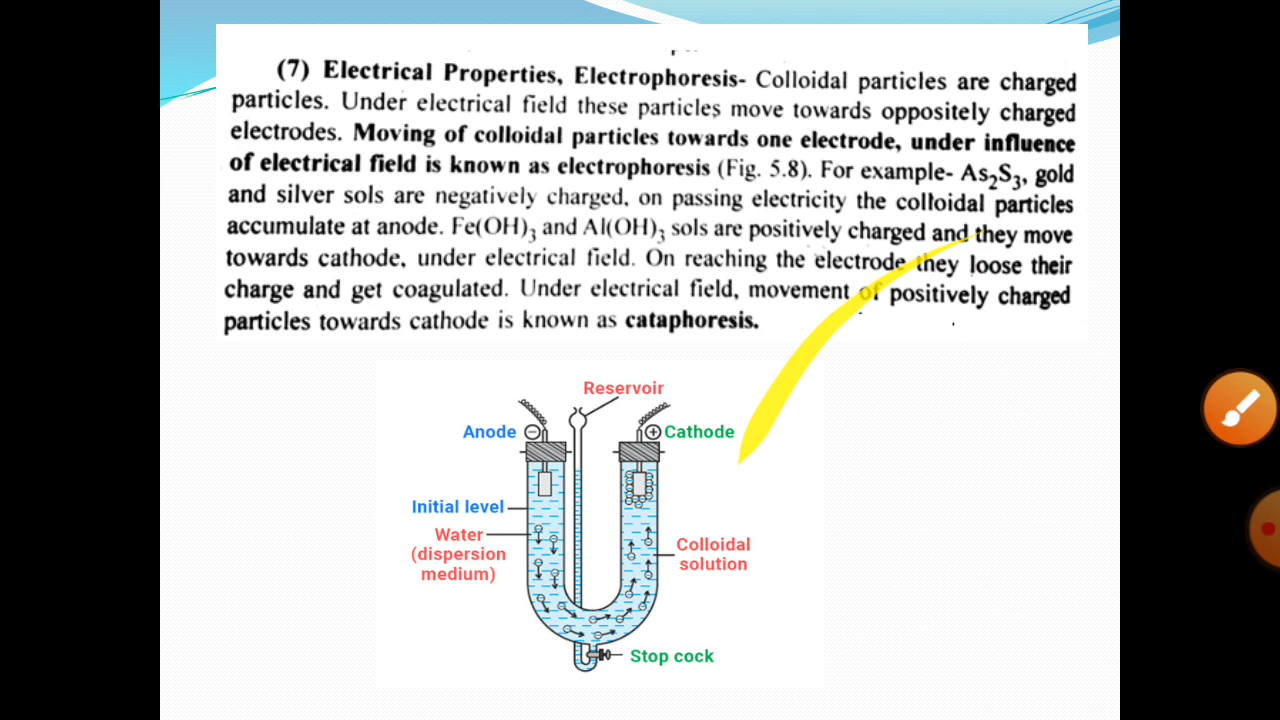 (7) Electrical Properties, Electrophoresis- Colloidal particles are charged
particles. Under electrical field these particles move towards oppositely charged
electrodes. Moving of colloidal particles towards one electrode, under influence
of electrical field is known as electrophoresis (Fig. 5.8). For example- As₂S₃, gold
and silver sols are negatively charged, on passing electricity the colloidal particles
accumulate at anode. Fe(OH)₃ and Al(OH)₃ sols are positively charged and they move
towards cathode, under electrical field. On reaching the electrode they loose their
charge and get coagulated. Under electrical field, movement of positively charged
particles towards cathode is known as cataphoresis.
Reservoir
Anode
Cathode
Initial level
Water
(dispersion
medium)
Colloidal
solution
Stop cock